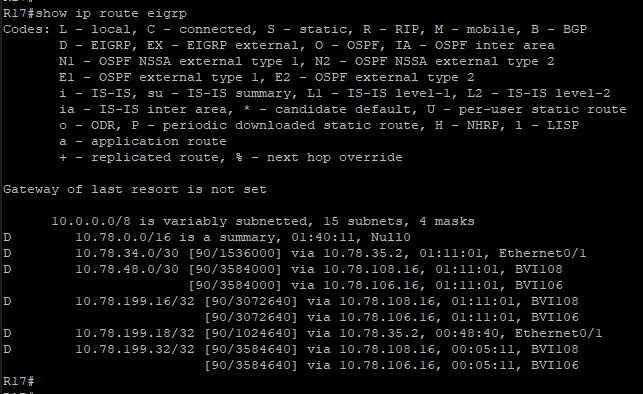 R17#show ip route eigrp
Codes: L - local, C - connected, S - static, R - RIP, M - mobile, B - BGP
       D - EIGRP, EX - EIGRP external, O - OSPF, IA - OSPF inter area
       N1 - OSPF NSSA external type 1, N2 - OSPF NSSA external type 2
       E1 - OSPF external type 1, E2 - OSPF external type 2
       i - IS-IS, su - IS-IS summary, L1 - IS-IS level-1, L2 - IS-IS level-2
       ia - IS-IS inter area, * - candidate default, U - per-user static route
       o - ODR, P - periodic downloaded static route, H - NHRP, l - LISP
       a - application route
       + - replicated route, % - next hop override
Gateway of last resort is not set
      10.0.0.0/8 is variably subnetted, 15 subnets, 4 masks
D        10.78.0.0/16 is a summary, 01:40:11, Null0
D        10.78.34.0/30 [90/1536000] via 10.78.35.2, 01:11:01, Ethernet0/1
D        10.78.48.0/30 [90/3584000] via 10.78.108.16, 01:11:01, BVI108
                       [90/3584000] via 10.78.106.16, 01:11:01, BVI106
D        10.78.199.16/32 [90/3072640] via 10.78.108.16, 01:11:01, BVI108
                         [90/3072640] via 10.78.106.16, 01:11:01, BVI106
D        10.78.199.18/32 [90/1024640] via 10.78.35.2, 00:48:40, Ethernet0/1
D        10.78.199.32/32 [90/3584640] via 10.78.108.16, 00:05:11, BVI108
                         [90/3584640] via 10.78.106.16, 00:05:11, BVI106
R17#